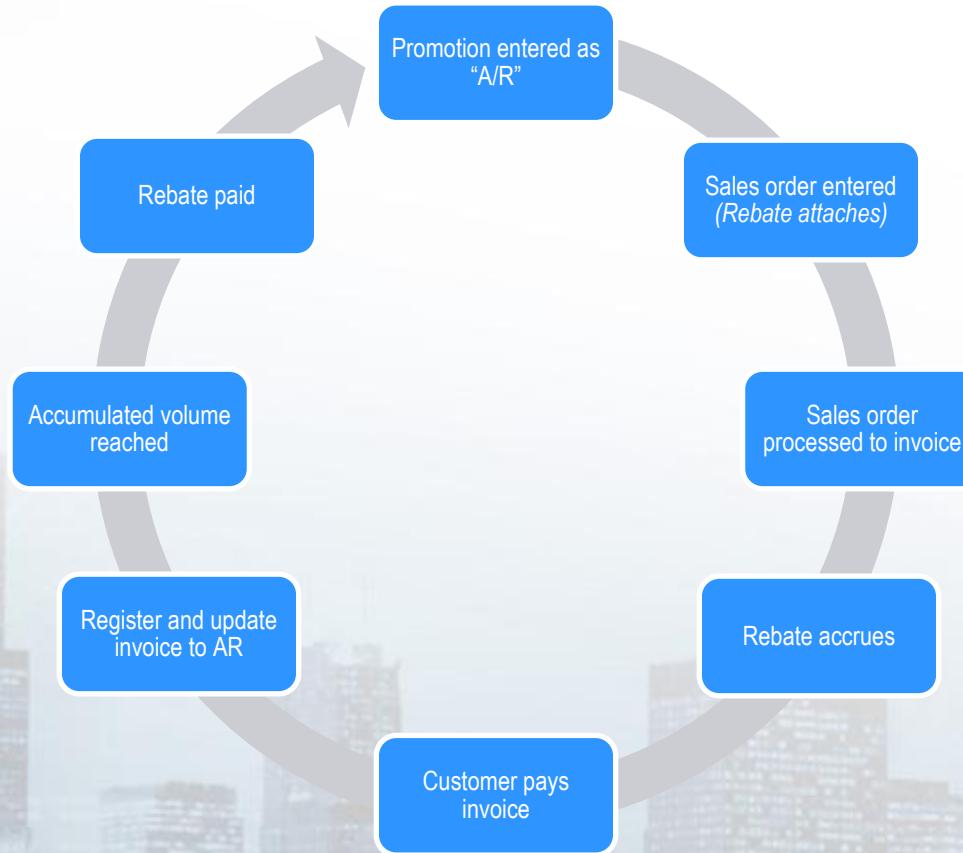 Promotion entered as
“A/R”
Sales order entered
(Rebate attaches)
Sales order
processed to invoice
Rebate accrues
Customer pays
invoice
Register and update
invoice to AR
Accumulated volume
reached
Rebate paid